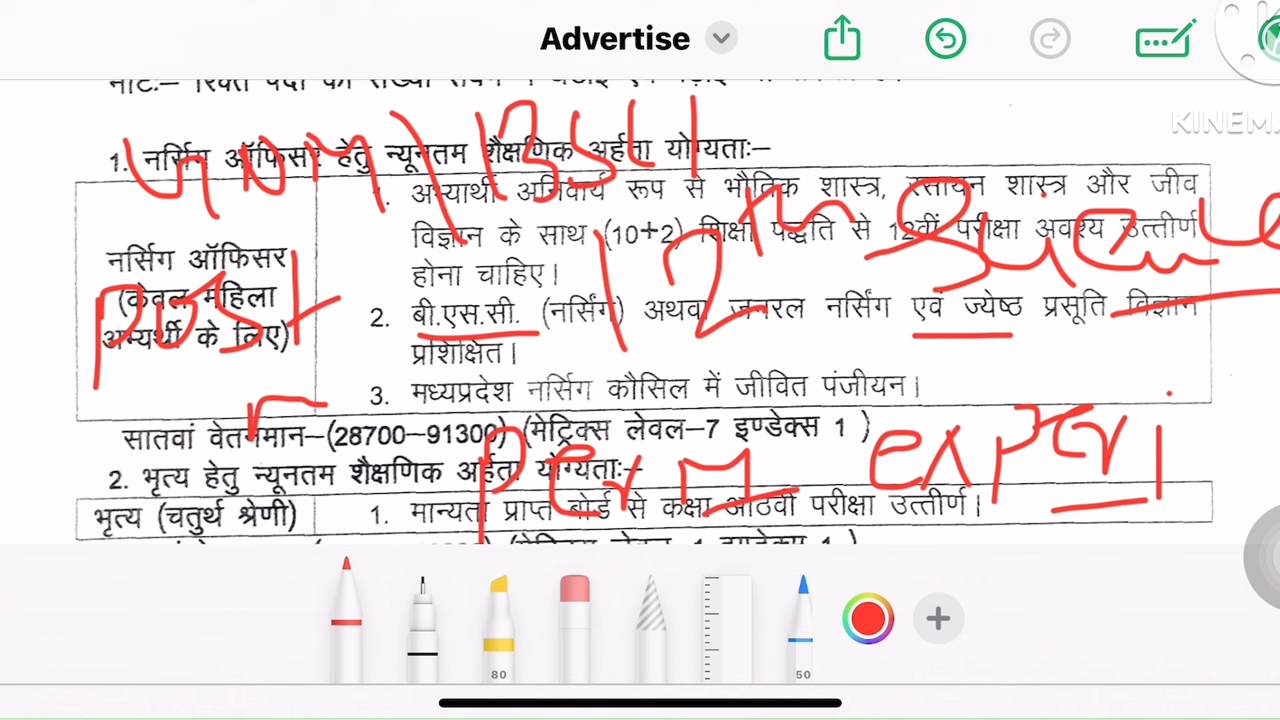 Advertise
KINEM
1. नर्सिंग ऑफिसर हेतु न्यूनतम शैक्षणिक अर्हता योग्यताः–
GNM / BSC /
नर्सिंग ऑफिसर
(केवल महिला
अभ्यर्थी के लिए)
1. अभ्यार्थी अनिवार्य रूप से भौतिक शास्त्र, रसायन शास्त्र और जीव
विज्ञान के साथ (10+2) शिक्षा पद्धति से 12वीं परीक्षा अवश्य उत्तीर्ण
होना चाहिए।
2. बी.एस.सी. (नर्सिंग) अथवा जनरल नर्सिंग एवं ज्येष्ठ प्रसूति विज्ञान
प्रशिक्षित।
3. मध्यप्रदेश नर्सिग कौसिल में जीवित पंजीयन।
12th Science
Post
सातवां वेतनमान–(28700–91300) (मेट्रिक्स लेवल–7 इण्डेक्स 1 )
2. भृत्य हेतु न्यूनतम शैक्षणिक अर्हता योग्यताः–
भृत्य (चतुर्थ श्रेणी)
1. मान्यता प्राप्त बोर्ड से कक्षा आठवी परीक्षा उत्तीर्ण।
80
50